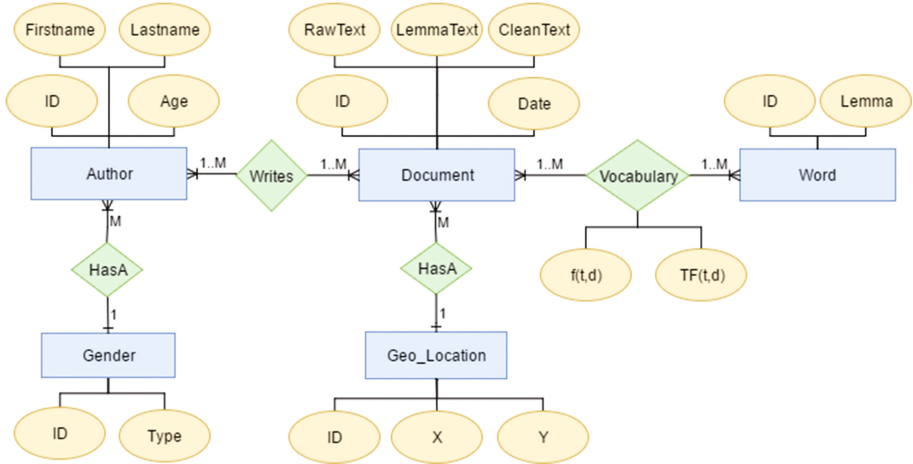 Firstname Lastname RawText LemmaText CleanText
ID Age ID Date ID Lemma
Author 1..M Writes 1..M Document 1..M Vocabulary 1..M Word
M M
HasA HasA f(t,d) TF(t,d)
1 1
Gender Geo_Location
ID Type ID X Y